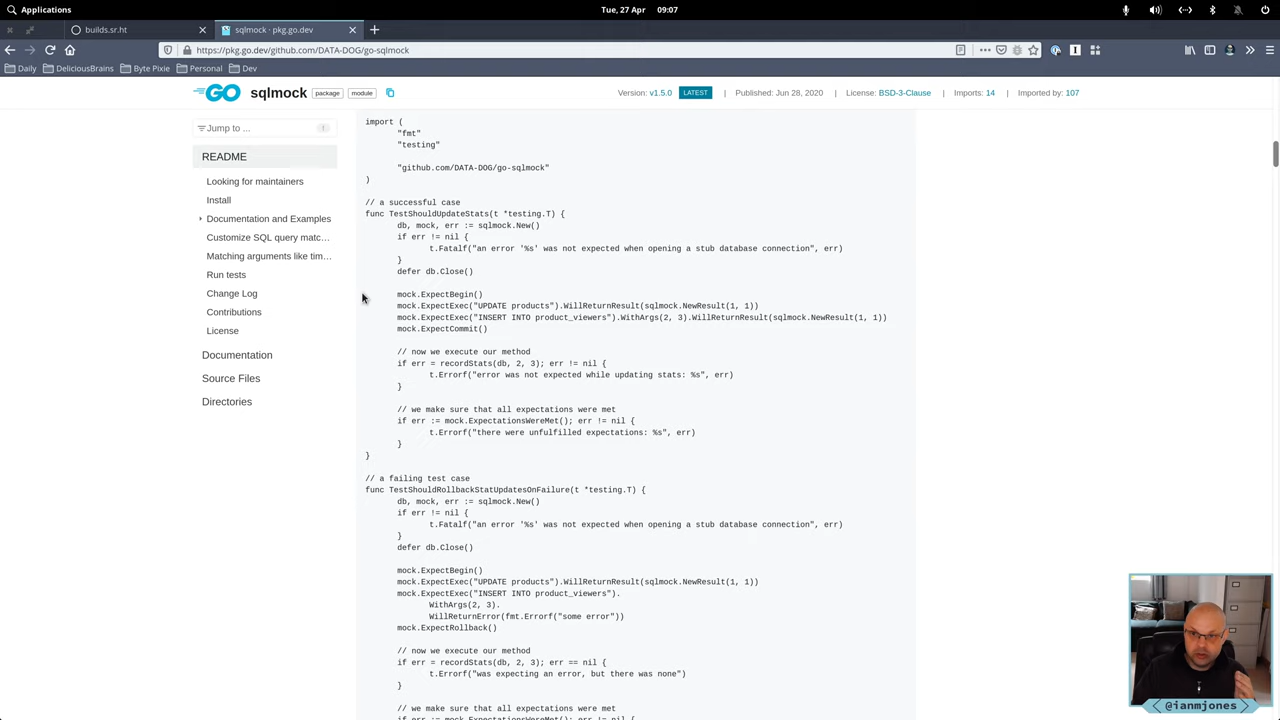 Applications
Tue, 27 Apr 09:07
builds.sr.ht
sqlmock · pkg.go.dev
https://pkg.go.dev/github.com/DATA-DOG/go-sqlmock
Daily
DeliciousBrains
Byte Pixie
Personal
Dev
GO
sqlmock
package
module
Version: v1.5.0
LATEST
| Published: Jun 28, 2020
| License: BSD-3-Clause
| Imports: 14
| Imported by: 107
Jump to ...
README
Looking for maintainers
Install
Documentation and Examples
Customize SQL query matc…
Matching arguments like tim…
Run tests
Change Log
Contributions
License
Documentation
Source Files
Directories
import (
"fmt"
"testing"
"github.com/DATA-DOG/go-sqlmock"
)
// a successful case
func TestShouldUpdateStats(t *testing.T) {
db, mock, err := sqlmock.New()
if err != nil {
t.Fatalf("an error '%s' was not expected when opening a stub database connection", err)
}
defer db.Close()
mock.ExpectBegin()
mock.ExpectExec("UPDATE products").WillReturnResult(sqlmock.NewResult(1, 1))
mock.ExpectExec("INSERT INTO product_viewers").WithArgs(2, 3).WillReturnResult(sqlmock.NewResult(1, 1))
mock.ExpectCommit()
// now we execute our method
if err = recordStats(db, 2, 3); err != nil {
t.Errorf("error was not expected while updating stats: %s", err)
}
// we make sure that all expectations were met
if err := mock.ExpectationsWereMet(); err != nil {
t.Errorf("there were unfulfilled expectations: %s", err)
}
}
// a failing test case
func TestShouldRollbackStatUpdatesOnFailure(t *testing.T) {
db, mock, err := sqlmock.New()
if err != nil {
t.Fatalf("an error '%s' was not expected when opening a stub database connection", err)
}
defer db.Close()
mock.ExpectBegin()
mock.ExpectExec("UPDATE products").WillReturnResult(sqlmock.NewResult(1, 1))
mock.ExpectExec("INSERT INTO product_viewers").
WithArgs(2, 3).
WillReturnError(fmt.Errorf("some error"))
mock.ExpectRollback()
// now we execute our method
if err = recordStats(db, 2, 3); err == nil {
t.Errorf("was expecting an error, but there was none")
}
// we make sure that all expectations were met
if err := mock.ExpectationsWereMet(); err != nil {
@ianmjones